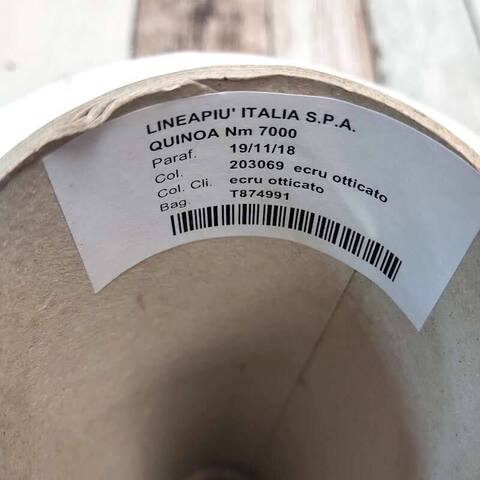 LINEAPIU' ITALIA S.P.A.
QUINOA Nm 7000
Paraf. 19/11/18
Col. 203069 ecru otticato
Col. Cli. ecru otticato
Bag. T874991